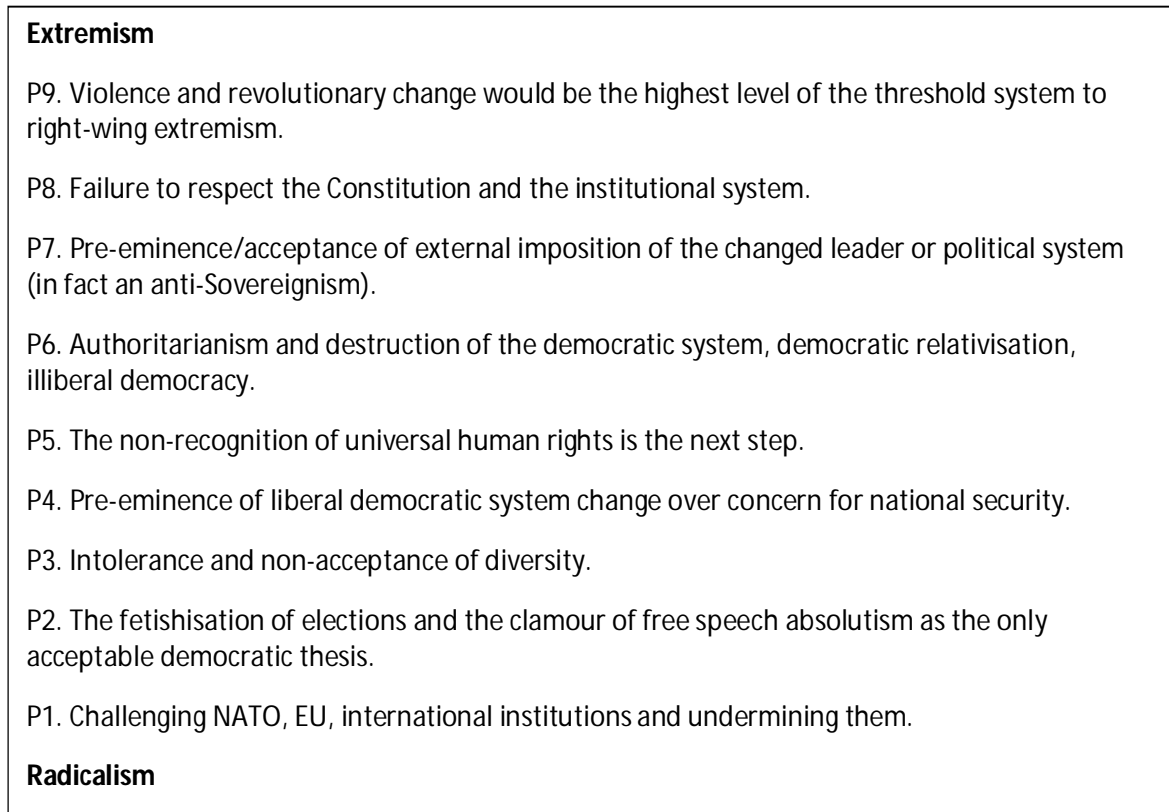 Extremism
P9. Violence and revolutionary change would be the highest level of the threshold system to
right-wing extremism.
P8. Failure to respect the Constitution and the institutional system.
P7. Pre-eminence/acceptance of external imposition of the changed leader or political system
(in fact an anti-Sovereignism).
P6. Authoritarianism and destruction of the democratic system, democratic relativisation,
illiberal democracy.
P5. The non-recognition of universal human rights is the next step.
P4. Pre-eminence of liberal democratic system change over concern for national security.
P3. Intolerance and non-acceptance of diversity.
P2. The fetishisation of elections and the clamour of free speech absolutism as the only
acceptable democratic thesis.
P1. Challenging NATO, EU, international institutions and undermining them.
Radicalism